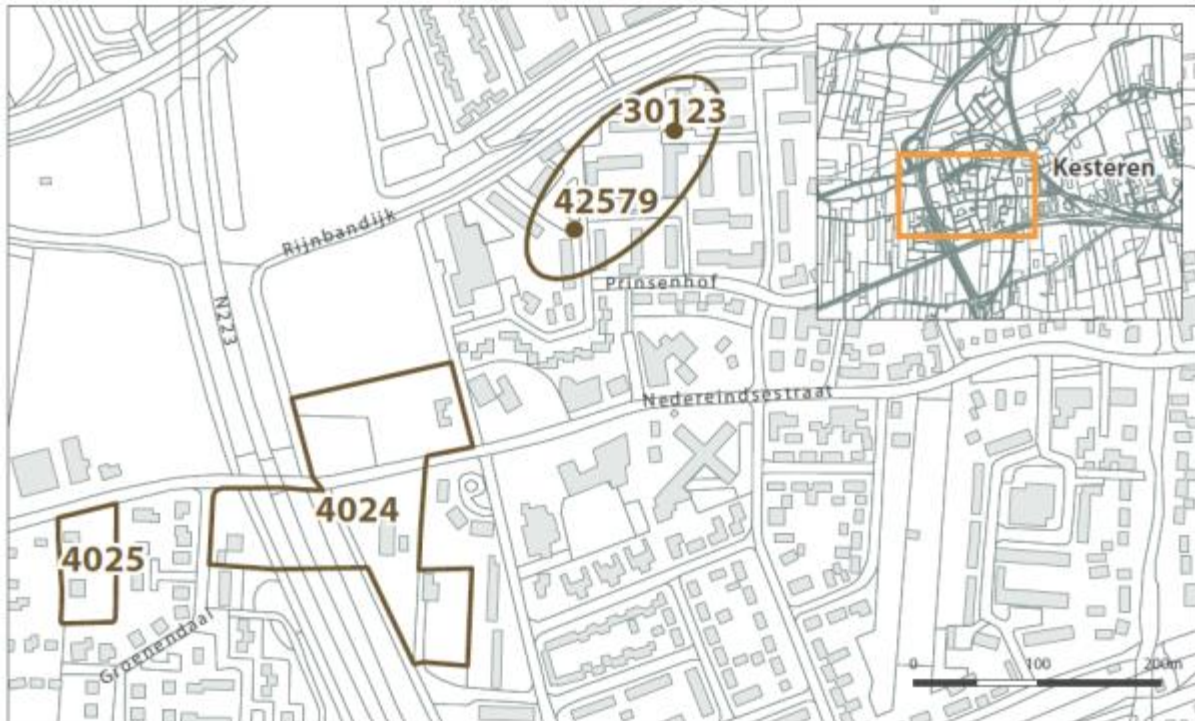 30123
Kesteren
42579
Rijnbandijk
Prinsenhof
N223
Nedereindsestraat
4024
4025
Groenendaal
0 100 200m